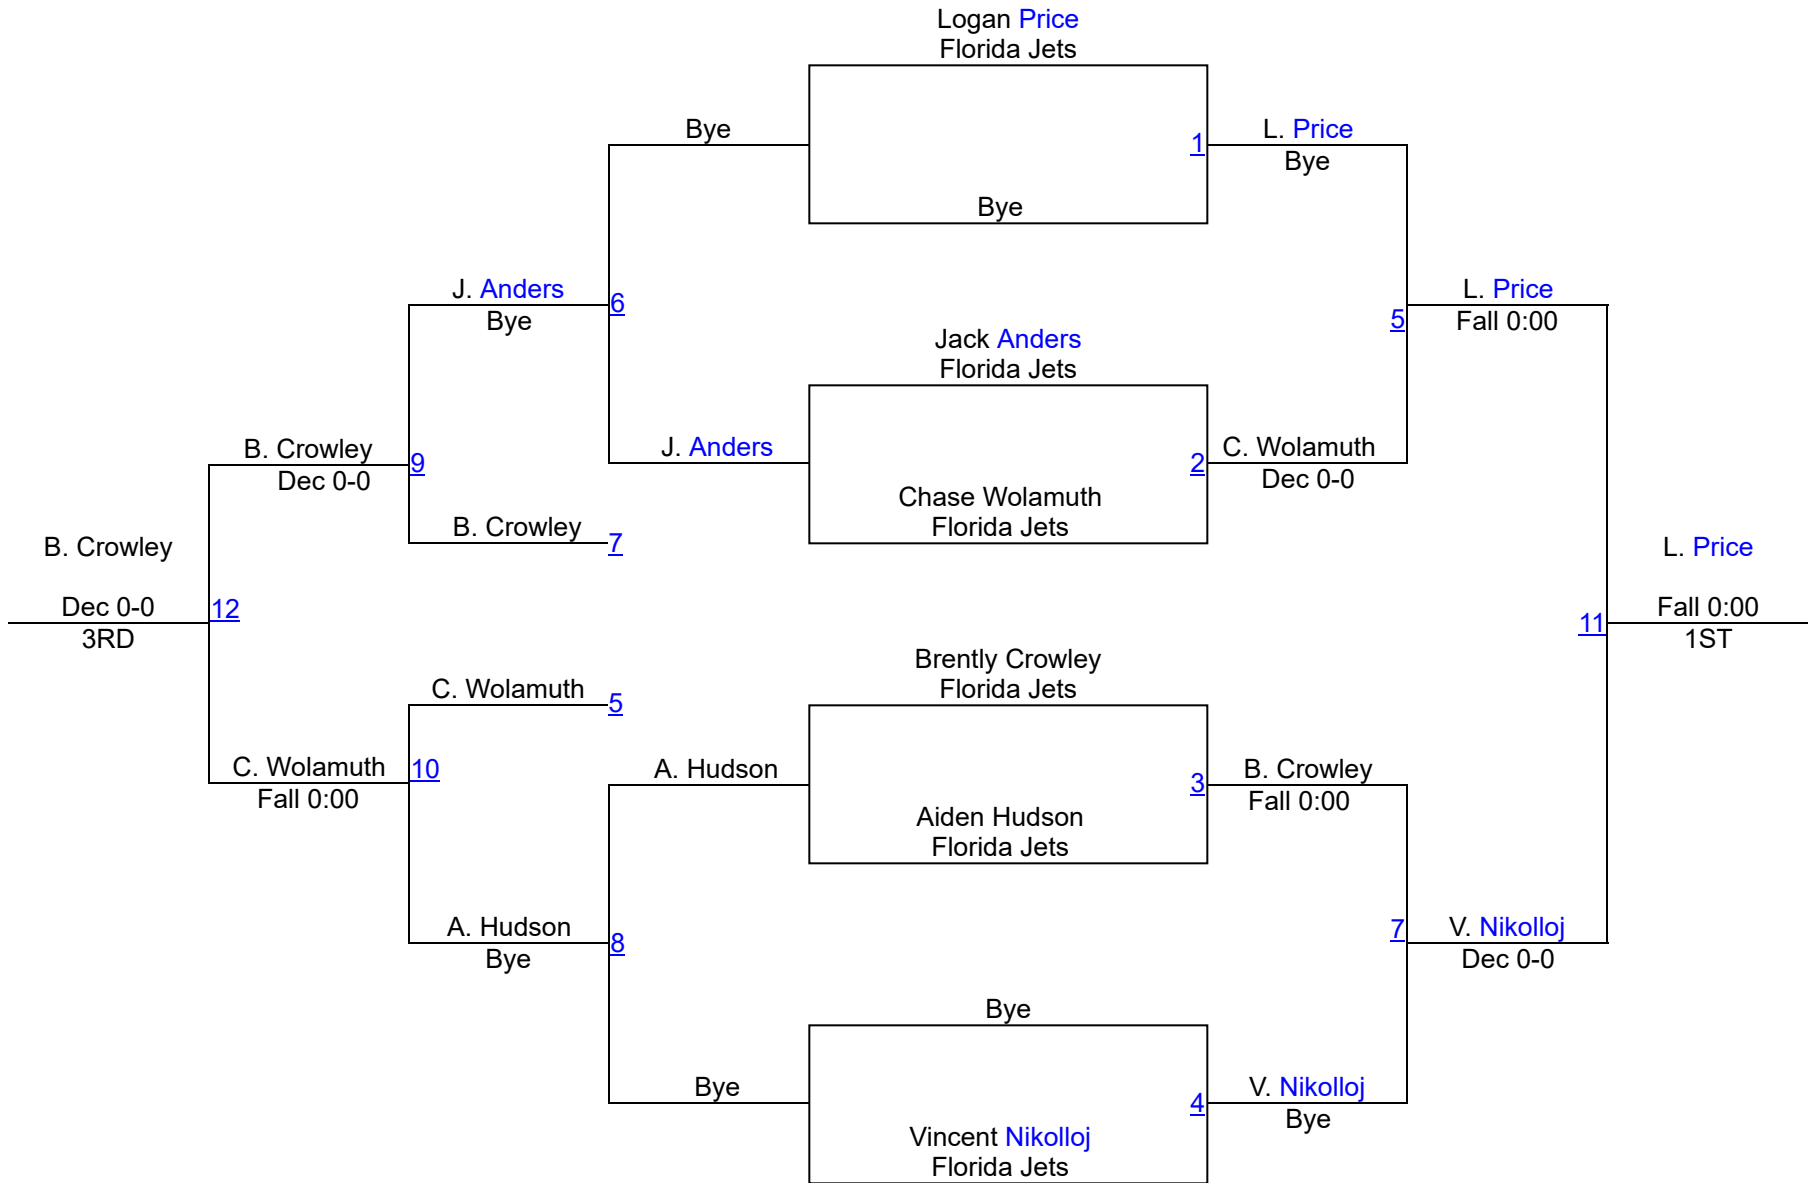 Logan Price
Florida Jets
Bye
1
L. Price
Bye
Bye
J. Anders
Bye
6
L. Price
Fall 0:00
5
Jack Anders
Florida Jets
B. Crowley
Dec 0-0
9
J. Anders
2
C. Wolamuth
Dec 0-0
Chase Wolamuth
Florida Jets
B. Crowley
7
B. Crowley
Dec 0-0
3RD
12
L. Price
Fall 0:00
1ST
11
Brently Crowley
Florida Jets
C. Wolamuth
5
C. Wolamuth
Fall 0:00
10
A. Hudson
3
B. Crowley
Fall 0:00
Aiden Hudson
Florida Jets
A. Hudson
Bye
8
7
V. Nikolloj
Dec 0-0
Bye
Bye
4
V. Nikolloj
Bye
Vincent Nikolloj
Florida Jets